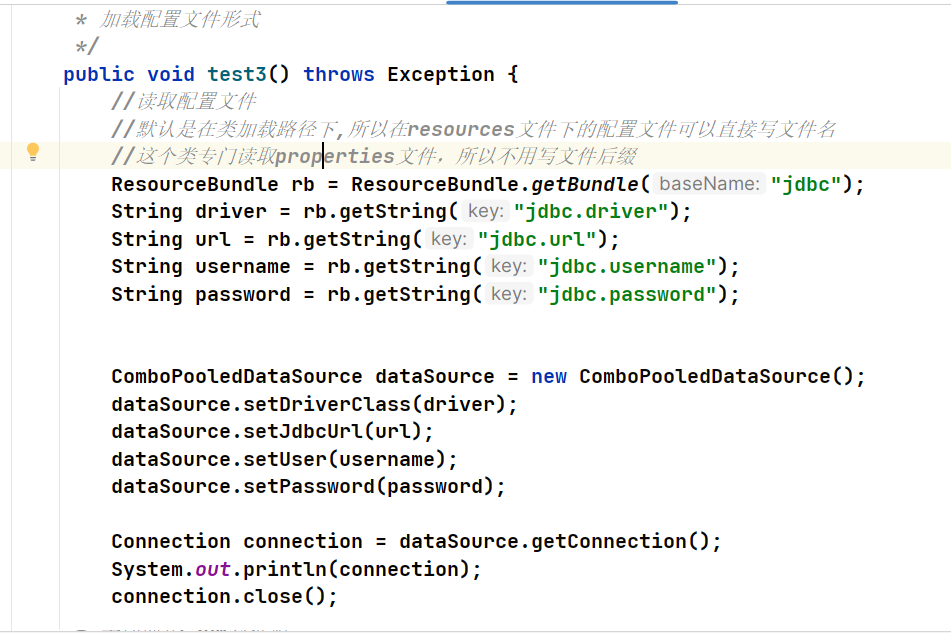 * 加载配置文件形式
*/
public void test3() throws Exception {
//读取配置文件
//默认是在类加载路径下,所以在resources文件下的配置文件可以直接写文件名
//这个类专门读取properties文件，所以不用写文件后缀
ResourceBundle rb = ResourceBundle.getBundle( baseName: "jdbc");
String driver = rb.getString( key: "jdbc.driver");
String url = rb.getString( key: "jdbc.url");
String username = rb.getString( key: "jdbc.username");
String password = rb.getString( key: "jdbc.password");
ComboPooledDataSource dataSource = new ComboPooledDataSource();
dataSource.setDriverClass(driver);
dataSource.setJdbcUrl(url);
dataSource.setUser(username);
dataSource.setPassword(password);
Connection connection = dataSource.getConnection();
System.out.println(connection);
connection.close();